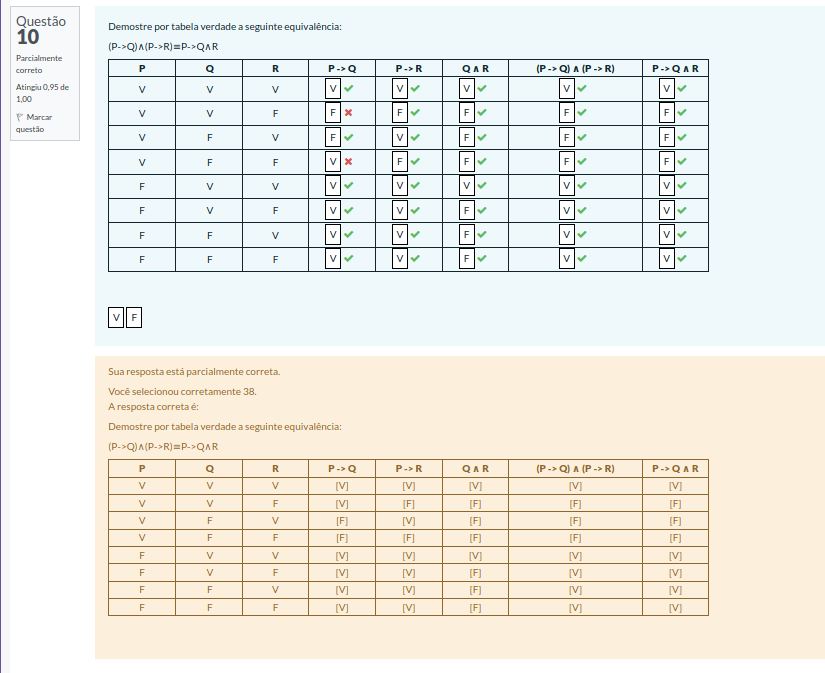 Questão
10
Parcialmente
correto
Atingiu 0,95 de
1,00
Marcar
questão
Demostre por tabela verdade a seguinte equivalência:
(P->Q)∧(P->R)≡P->Q∧R
P Q R P -> Q P -> R Q ∧ R (P -> Q) ∧ (P -> R) P -> Q ∧ R
V V V V V V V V
V V F F F F F F
V F V F V F F F
V F F V F F F F
F V V V V V V V
F V F V V F V V
F F V V V F V V
F F F V V F V V
V F
Sua resposta está parcialmente correta.
Você selecionou corretamente 38.
A resposta correta é:
Demostre por tabela verdade a seguinte equivalência:
(P->Q)∧(P->R)≡P->Q∧R
P Q R P -> Q P -> R Q ∧ R (P -> Q) ∧ (P -> R) P -> Q ∧ R
V V V [V] [V] [V] [V] [V]
V V F [V] [F] [F] [F] [F]
V F V [F] [V] [F] [F] [F]
V F F [F] [F] [F] [F] [F]
F V V [V] [V] [V] [V] [V]
F V F [V] [V] [F] [V] [V]
F F V [V] [V] [F] [V] [V]
F F F [V] [V] [F] [V] [V]